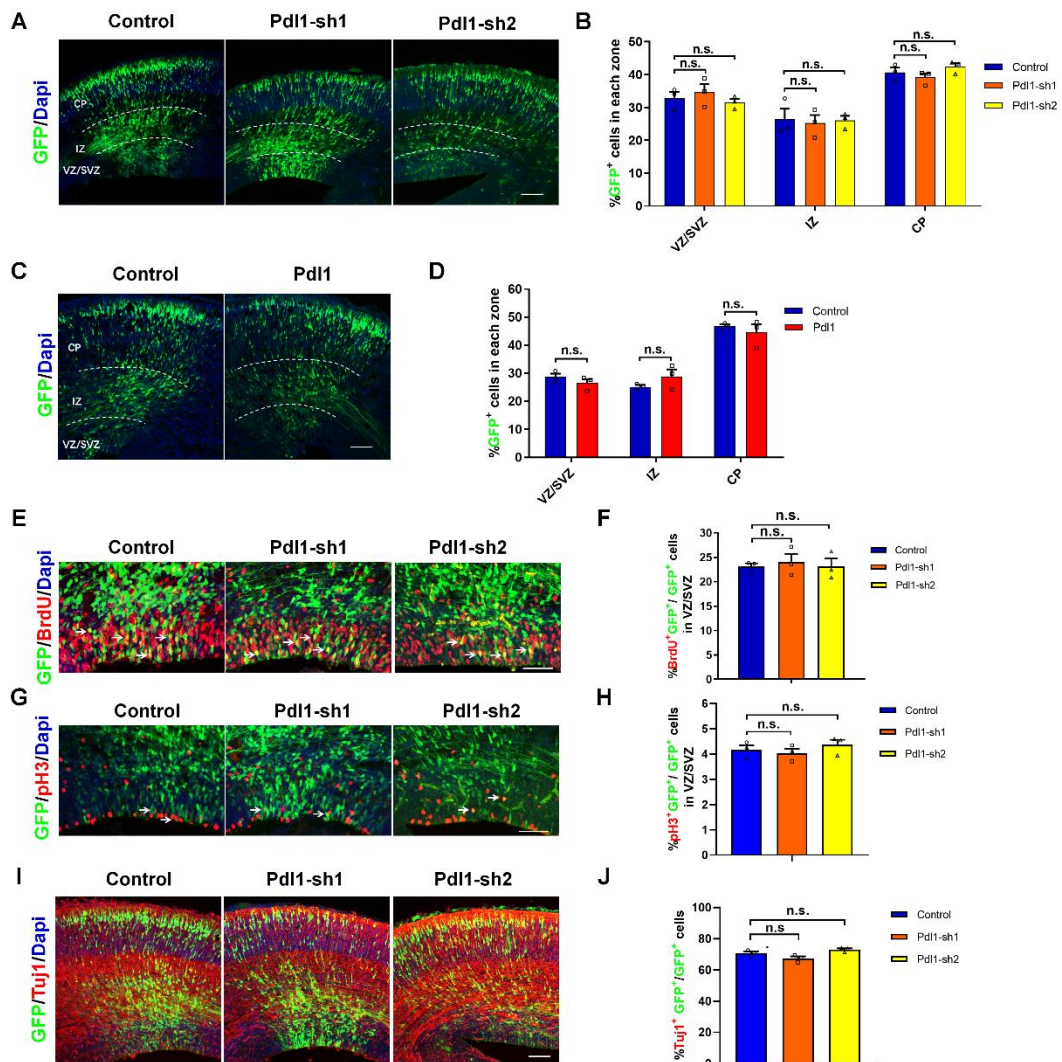 A
Control
Pdl1-sh1
Pdl1-sh2
GFP/Dapi
CP
IZ
VZ/SVZ
B
%GFP+ cells in each zone
50
40
30
20
10
0
n.s.
n.s.
n.s.
n.s.
n.s.
n.s.
VZ/SVZ
IZ
CP
Control
Pdl1-sh1
Pdl1-sh2
C
Control
Pdl1
GFP/Dapi
CP
IZ
VZ/SVZ
D
%GFP+ cells in each zone
60
50
40
30
20
10
0
n.s.
n.s.
n.s.
VZ/SVZ
IZ
CP
Control
Pdl1
E
Control
Pdl1-sh1
Pdl1-sh2
GFP/BrdU/Dapi
F
%BrdU+GFP+/ GFP+ cells
in VZ/SVZ
30
25
20
15
10
5
0
n.s.
n.s.
Control
Pdl1-sh1
Pdl1-sh2
G
Control
Pdl1-sh1
Pdl1-sh2
GFP/pH3/Dapi
H
%pH3+GFP+/ GFP+ cells
in VZ/SVZ
6
5
4
3
2
1
0
n.s.
n.s.
Control
Pdl1-sh1
Pdl1-sh2
I
Control
Pdl1-sh1
Pdl1-sh2
GFP/Tuj1/Dapi
J
%Tuj1+ GFP+/GFP+ cells
100
80
60
40
20
0
n.s.
n.s
Control
Pdl1-sh1
Pdl1-sh2